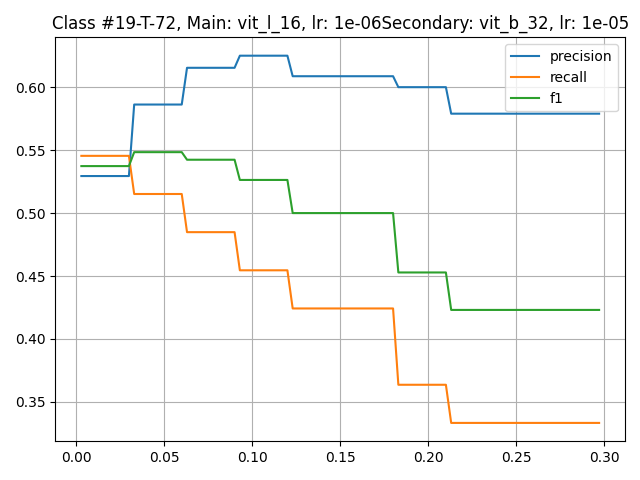 Class #19-T-72, Main: vit_l_16, lr: 1e-06Secondary: vit_b_32, lr: 1e-05
precision
recall
f1
0.60
0.55
0.50
0.45
0.40
0.35
0.00 0.05 0.10 0.15 0.20 0.25 0.30